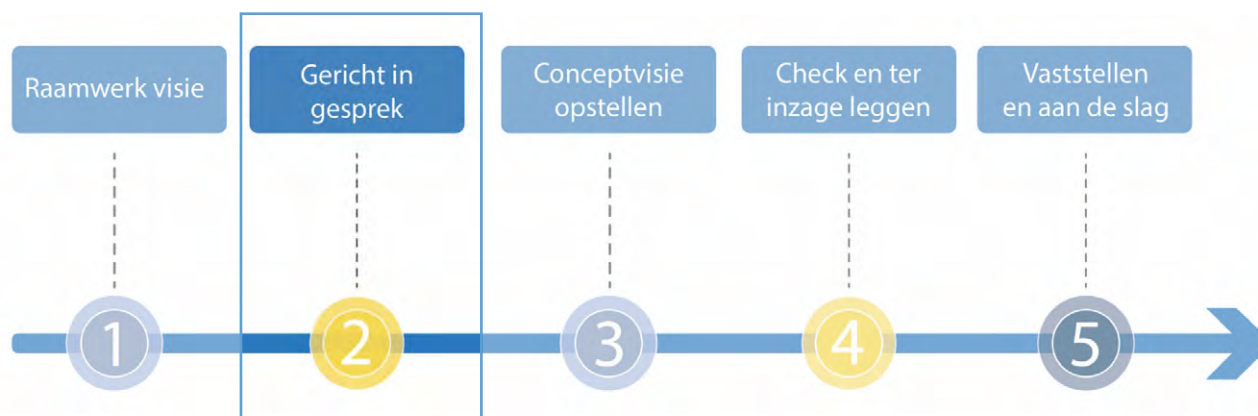 Raamwerk visie
Gericht in
gesprek
Conceptvisie
opstellen
Check en ter
inzage leggen
Vaststellen
en aan de slag
1
2
3
4
5